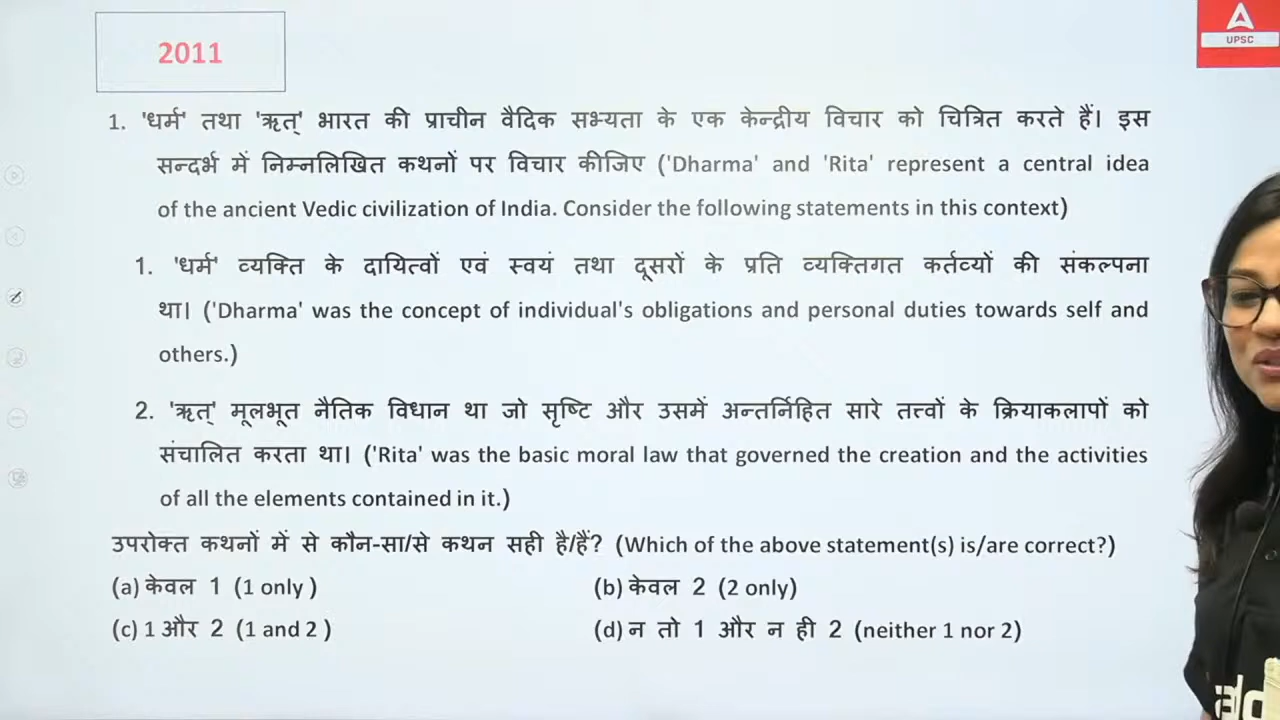 2011
UPSC
1. 'धर्म' तथा 'ऋत्' भारत की प्राचीन वैदिक सभ्यता के एक केन्द्रीय विचार को चित्रित करते हैं। इस
सन्दर्भ में निम्नलिखित कथनों पर विचार कीजिए ('Dharma' and 'Rita' represent a central idea
of the ancient Vedic civilization of India. Consider the following statements in this context)
1. 'धर्म' व्यक्ति के दायित्वों एवं स्वयं तथा दूसरों के प्रति व्यक्तिगत कर्तव्यों की संकल्पना
था। ('Dharma' was the concept of individual's obligations and personal duties towards self and
others.)
2. 'ऋत्' मूलभूत नैतिक विधान था जो सृष्टि और उसमें अन्तर्निहित सारे तत्त्वों के क्रियाकलापों को
संचालित करता था। ('Rita' was the basic moral law that governed the creation and the activities
of all the elements contained in it.)
उपरोक्त कथनों में से कौन-सा/से कथन सही है/हैं? (Which of the above statement(s) is/are correct?)
(a) केवल 1 (1 only ) (b) केवल 2 (2 only)
(c) 1 और 2 (1 and 2 ) (d) न तो 1 और न ही 2 (neither 1 nor 2)